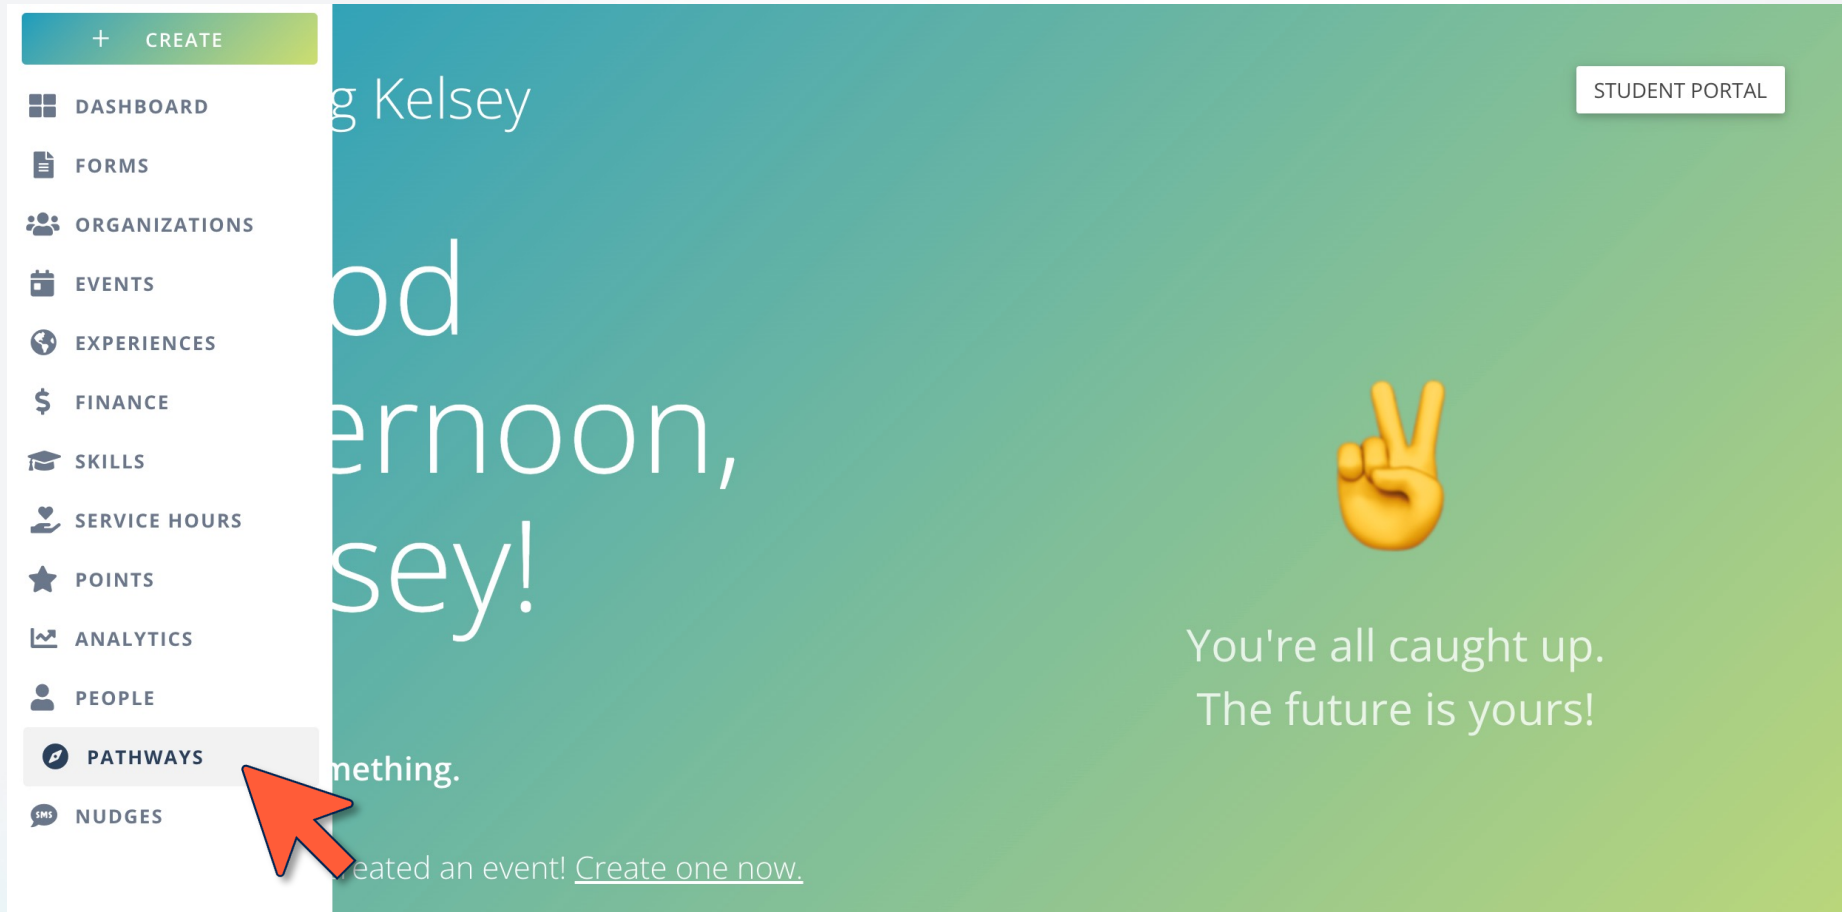 + CREATE
DASHBOARD
FORMS
ORGANIZATIONS
EVENTS
EXPERIENCES
FINANCE
SKILLS
SERVICE HOURS
POINTS
ANALYTICS
PEOPLE
PATHWAYS
SMS NUDGES
g Kelsey
STUDENT PORTAL
od
ernoon,
sey!
mething.
eated an event! Create one now.
You're all caught up.
The future is yours!